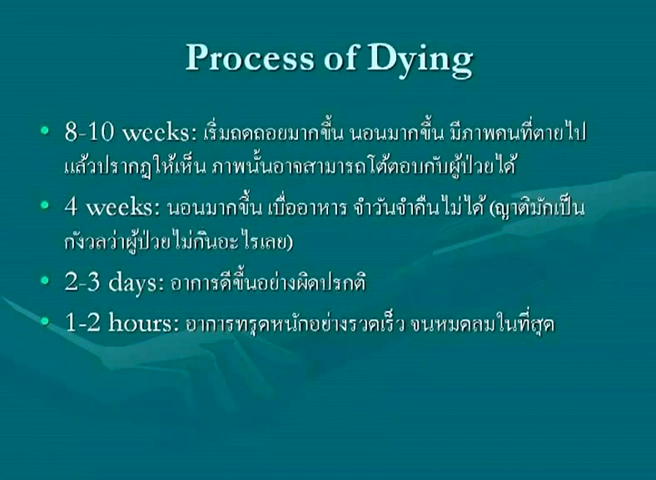 Process of Dying
• 8-10 weeks: เริ่มถดถอยมากขึ้น นอนมากขึ้น มีภาพคนที่ตายไป
แล้วปรากฏให้เห็น ภาพนั้นอาจสามารถโต้ตอบกับผู้ป่วยได้
• 4 weeks: นอนมากขึ้น เบื่ออาหาร จำวันจำคืนไม่ได้ (ญาติมักเป็น
กังวลว่าผู้ป่วยไม่กินอะไรเลย)
• 2-3 days: อาการดีขึ้นอย่างผิดปรกติ
• 1-2 hours: อาการทรุดหนักอย่างรวดเร็ว จนหมดลมในที่สุด